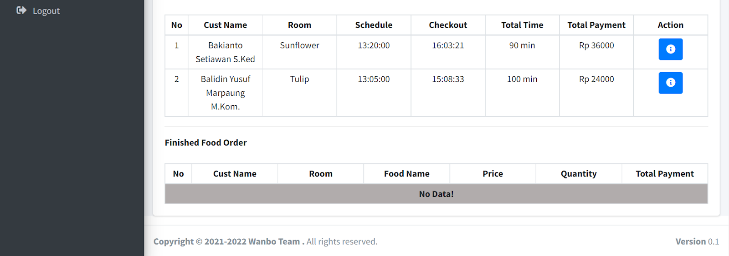 Logout
No Cust Name Room Schedule Checkout Total Time Total Payment Action
1 Bakianto Sunflower 13:20:00 16:03:21 90 min Rp 36000
Setiawan S.Ked
2 Balidin Yusuf Tulip 13:05:00 15:08:33 100 min Rp 24000
Marpaung
M.Kom.
Finished Food Order
No Cust Name Room Food Name Price Quantity Total Payment
No Data!
Copyright © 2021-2022 Wanbo Team . All rights reserved. Version 0.1